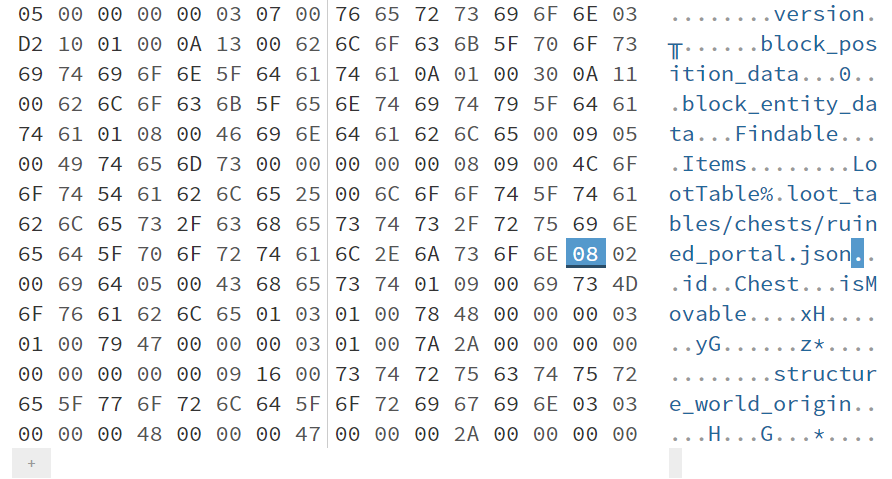 05 00 00 00 00 03 07 00 76 65 72 73 69 6F 6E 03 ........version.
D2 10 01 00 0A 13 00 62 6C 6F 63 6B 5F 70 6F 73 ╥......block_pos
69 74 69 6F 6E 5F 64 61 74 61 0A 01 00 30 0A 11 ition_data...0..
00 62 6C 6F 63 6B 5F 65 6E 74 69 74 79 5F 64 61 .block_entity_da
74 61 01 08 00 46 69 6E 64 61 62 6C 65 00 09 05 ta...Findable...
00 49 74 65 6D 73 00 00 00 00 00 08 09 00 4C 6F .Items........Lo
6F 74 54 61 62 6C 65 25 00 6C 6F 6F 74 5F 74 61 otTable%.loot_ta
62 6C 65 73 2F 63 68 65 73 74 73 2F 72 75 69 6E bles/chests/ruin
65 64 5F 70 6F 72 74 61 6C 2E 6A 73 6F 6E 08 02 ed_portal.json..
00 69 64 05 00 43 68 65 73 74 01 09 00 69 73 4D .id..Chest...isM
6F 76 61 62 6C 65 01 03 01 00 78 48 00 00 00 03 ovable....xH....
01 00 79 47 00 00 00 03 01 00 7A 2A 00 00 00 00 ..yG......z*....
00 00 00 00 00 09 16 00 73 74 72 75 63 74 75 72 ........structur
65 5F 77 6F 72 6C 64 5F 6F 72 69 67 69 6E 03 03 e_world_origin..
00 00 00 48 00 00 00 47 00 00 00 2A 00 00 00 00 ...H...G...*....
+